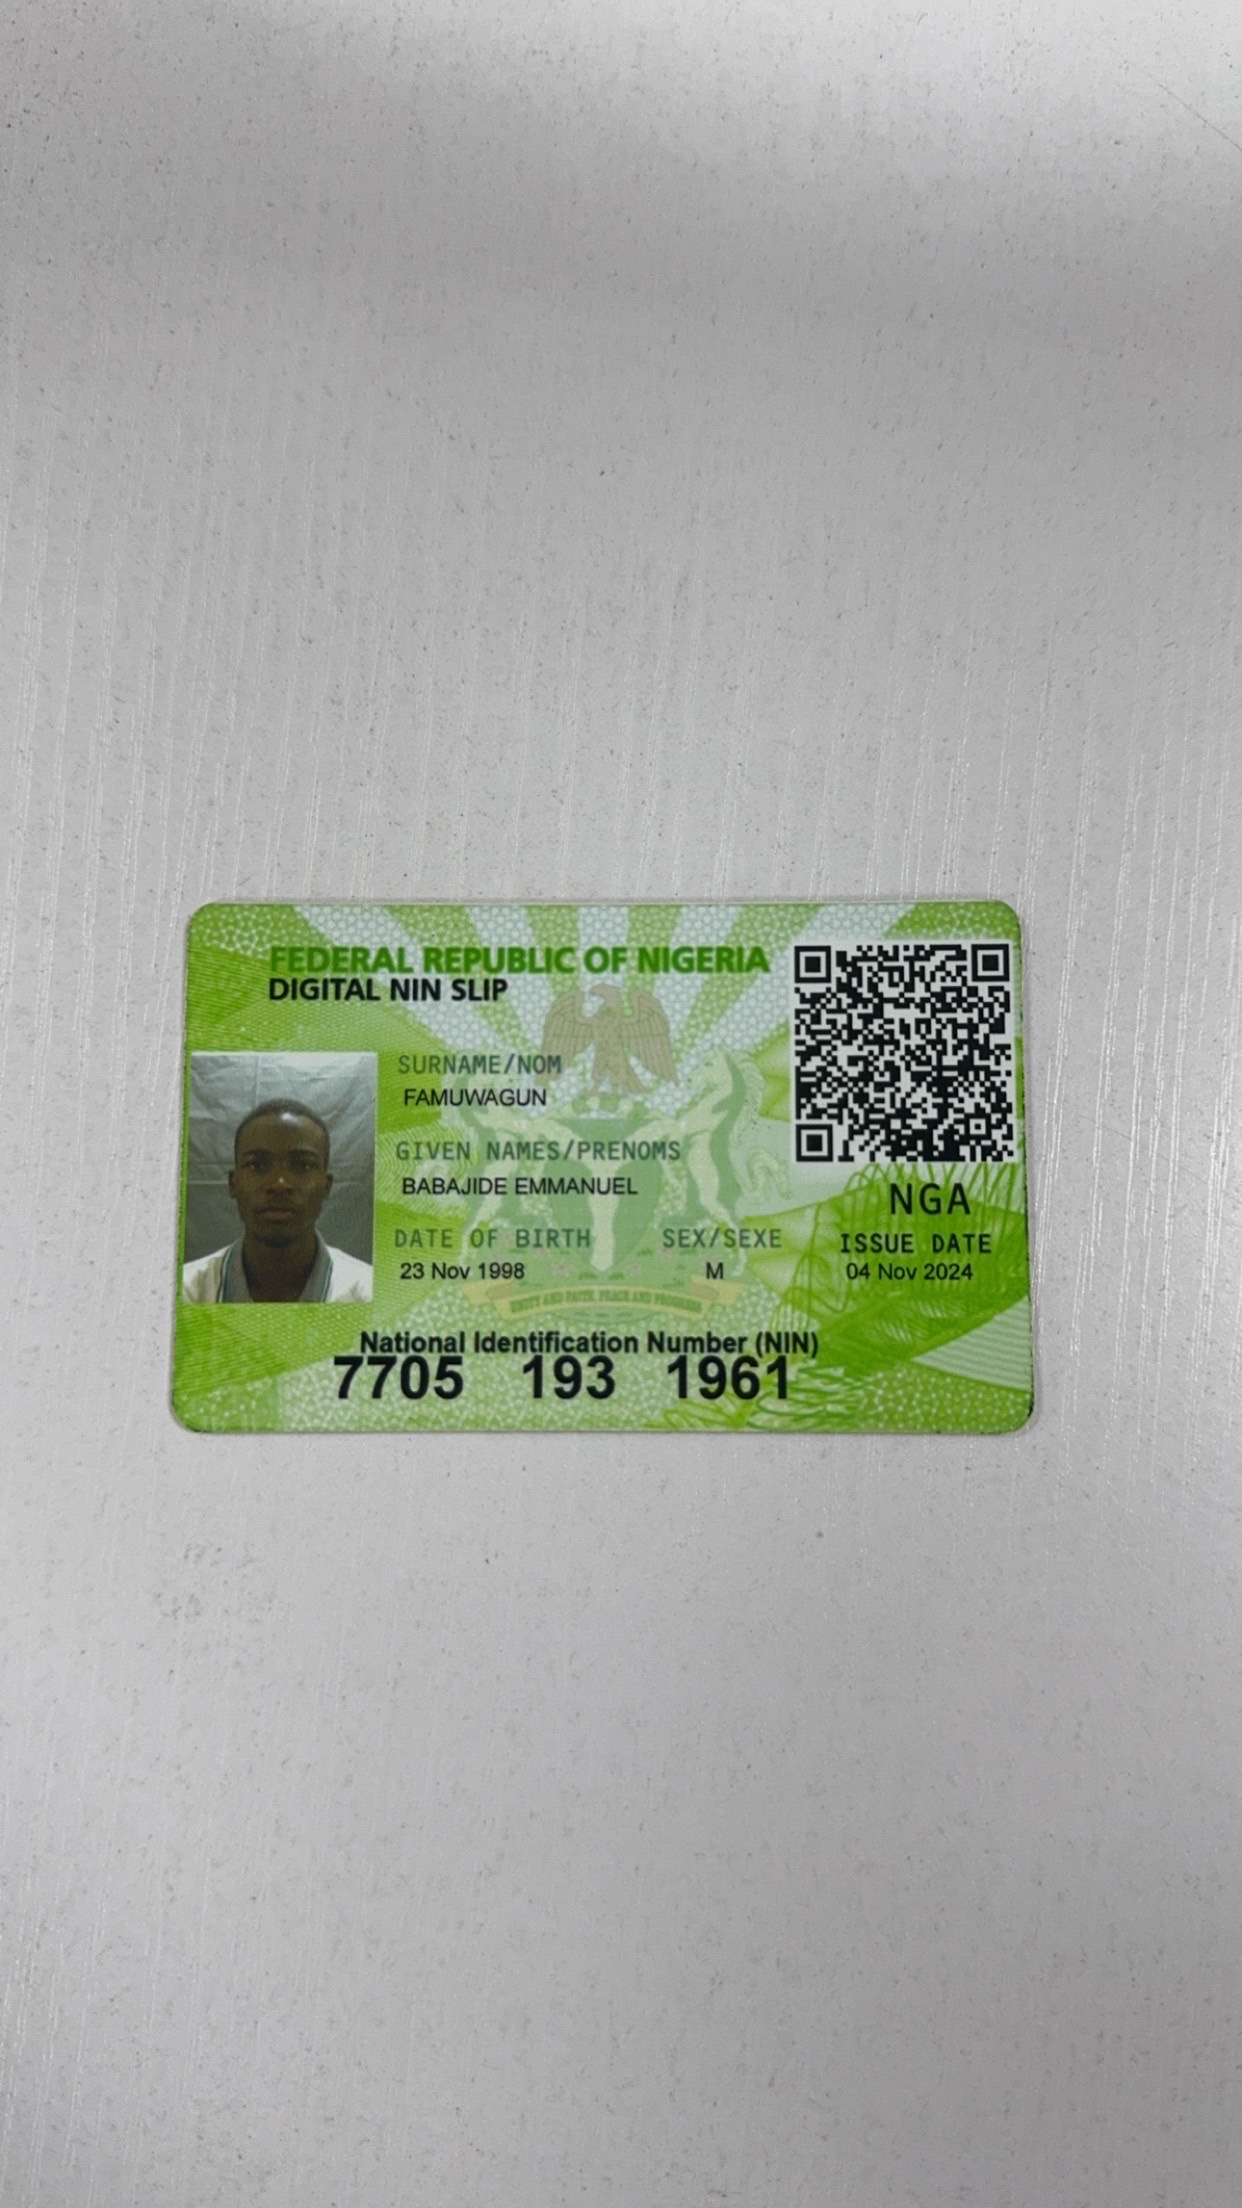 FEDERAL REPUBLIC OF NIGERIA
DIGITAL NIN SLIP
SURNAME/NOM
FAMUWAGUN
GIVEN NAMES/PRENOMS
BABAJIDE EMMANUEL
DATE OF BIRTH SEX/SEXE
23 Nov 1998 M
NGA
ISSUE DATE
04 Nov 2024
UNITY AND FAITH, PEACE AND PROGRESS
National Identification Number (NIN)
7705 193 1961